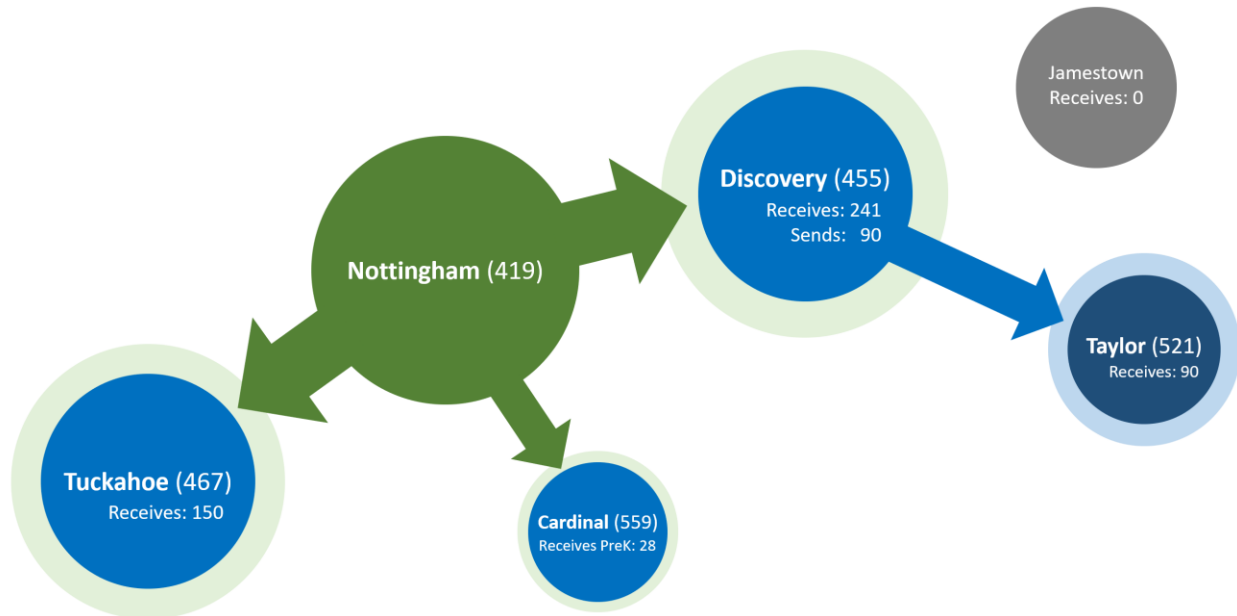 Jamestown
Receives: 0
Discovery (455)
Receives: 241
Sends: 90
Nottingham (419)
Taylor (521)
Receives: 90
Tuckahoe (467)
Receives: 150
Cardinal (559)
Receives PreK: 28